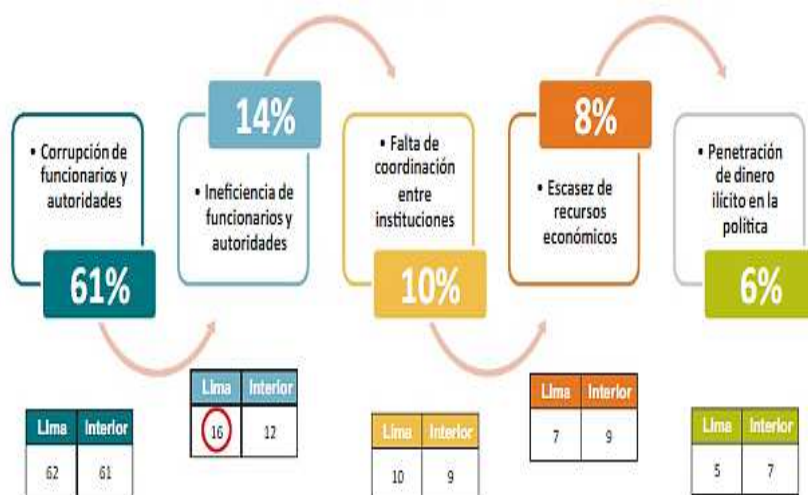 • Corrupción de
funcionarios y
autoridades
61%
Lima Interior
62 61
14%
• Ineficiencia de
funcionarios y
autoridades
Lima Interior
16 12
• Falta de
coordinación
entre
instituciones
10%
Lima Interior
10 9
8%
• Escasez de
recursos
económicos
Lima Interior
7 9
• Penetración
de dinero
ilícito en la
política
6%
Lima Interior
5 7